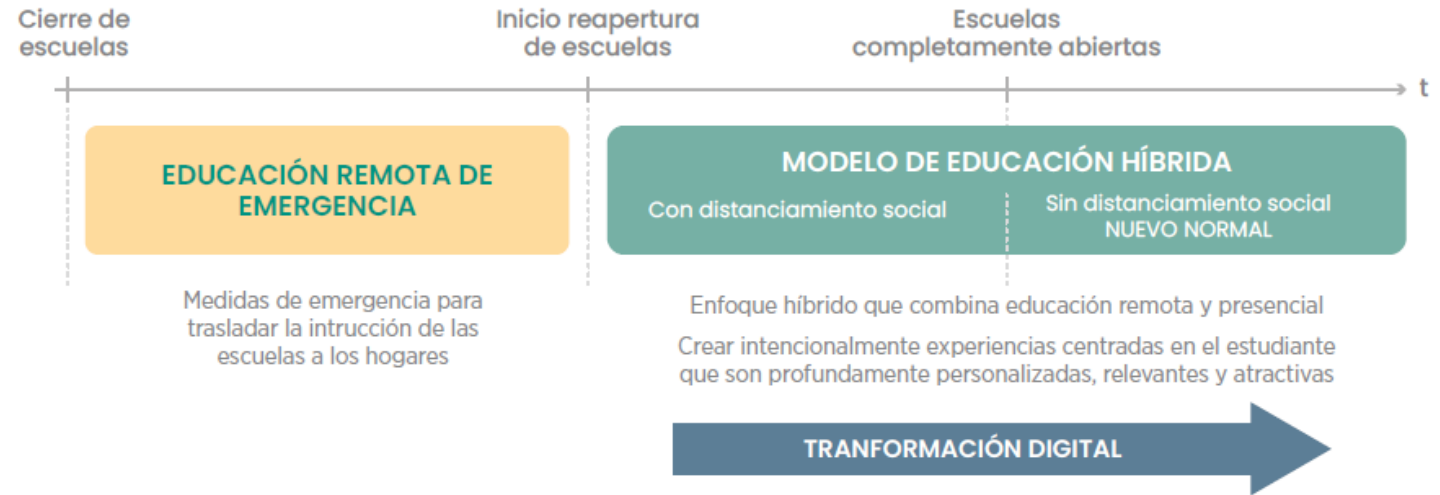 Cierre de
escuelas
Inicio reapertura
de escuelas
Escuelas
completamente abiertas
t
EDUCACIÓN REMOTA DE
EMERGENCIA
MODELO DE EDUCACIÓN HÍBRIDA
Con distanciamiento social
Sin distanciamiento social
NUEVO NORMAL
Medidas de emergencia para
trasladar la intrucción de las
escuelas a los hogares
Enfoque híbrido que combina educación remota y presencial
Crear intencionalmente experiencias centradas en el estudiante
que son profundamente personalizadas, relevantes y atractivas
TRANFORMACIÓN DIGITAL